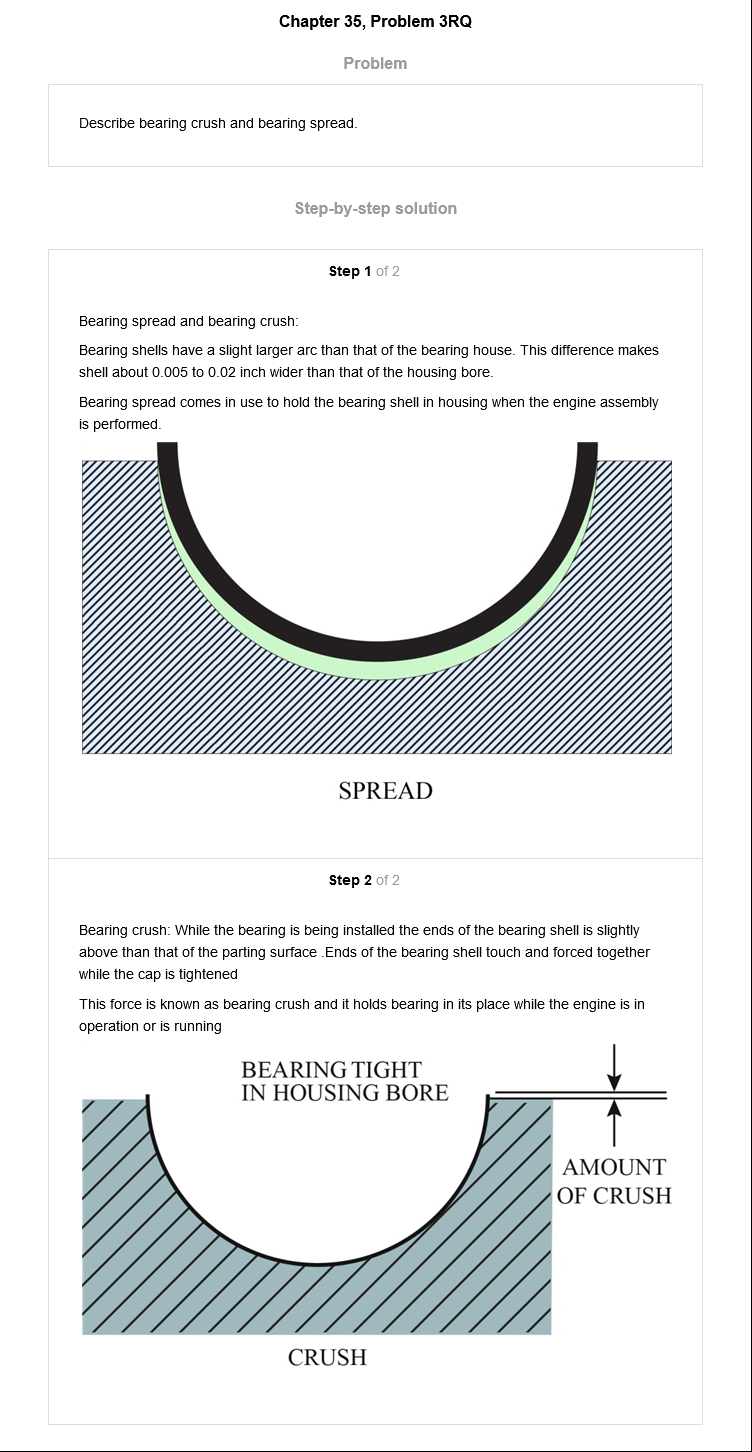 Chapter 35, Problem 3RQ
Problem
Describe bearing crush and bearing spread.
Step-by-step solution
Step 1 of 2
Bearing spread and bearing crush:
Bearing shells have a slight larger arc than that of the bearing house. This difference makes
shell about 0.005 to 0.02 inch wider than that of the housing bore.
Bearing spread comes in use to hold the bearing shell in housing when the engine assembly
is performed.
SPREAD
Step 2 of 2
Bearing crush: While the bearing is being installed the ends of the bearing shell is slightly
above than that of the parting surface .Ends of the bearing shell touch and forced together
while the cap is tightened
This force is known as bearing crush and it holds bearing in its place while the engine is in
operation or is running
BEARING TIGHT
IN HOUSING BORE
AMOUNT
OF CRUSH
CRUSH